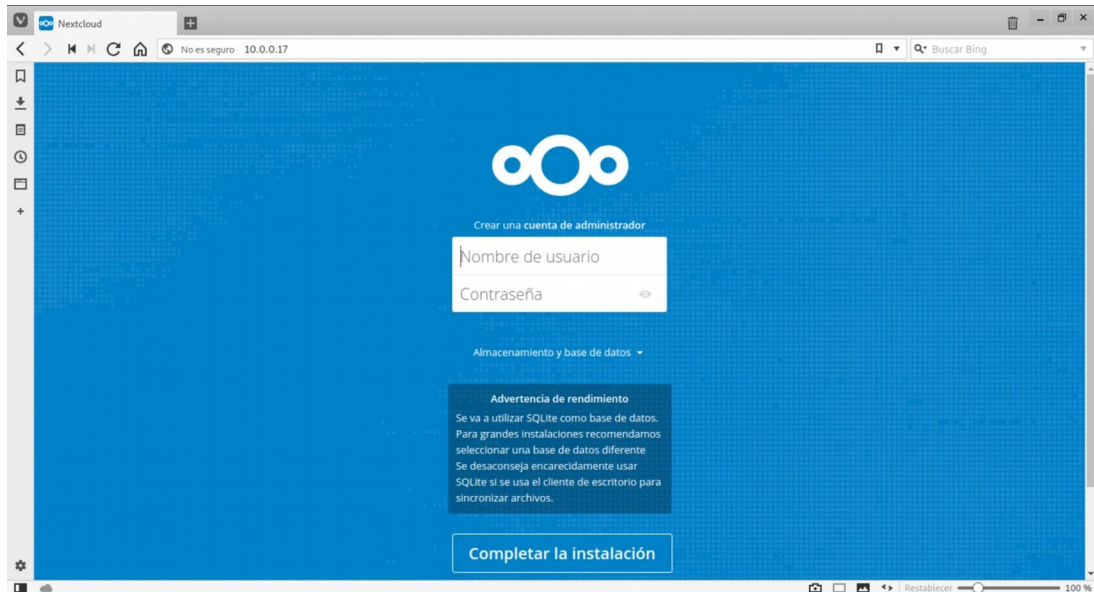 Nextcloud
No es seguro 10.0.0.17
Buscar Bing
Crear una cuenta de administrador
Nombre de usuario
Contraseña
Almacenamiento y base de datos
Advertencia de rendimiento
Se va a utilizar SQLite como base de datos.
Para grandes instalaciones recomendamos
seleccionar una base de datos diferente
Se desaconseja encarecidamente usar
SQLite si se usa el cliente de escritorio para
sincronizar archivos.
Completar la instalación
Restablecer 100 %